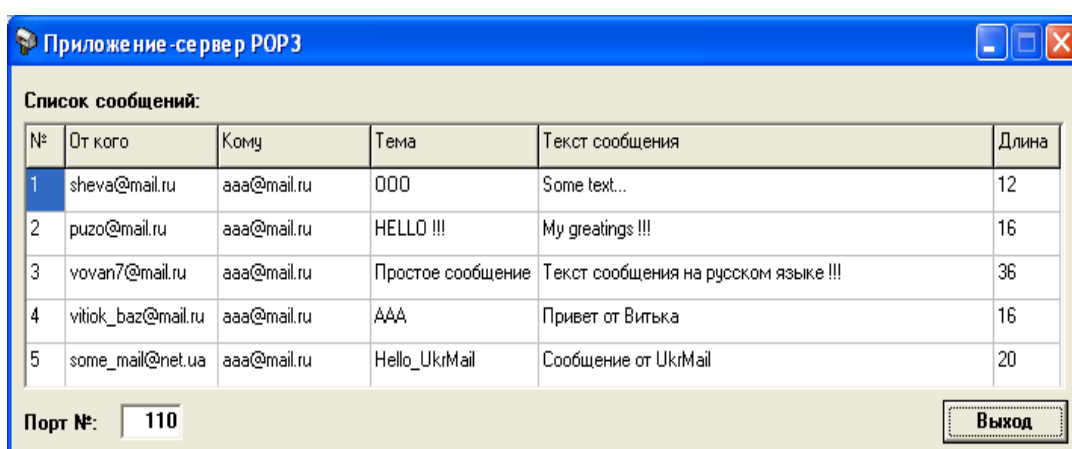 Приложение-сервер POP3
Список сообщений:
№ От кого Кому Тема Текст сообщения Длина
1 sheva@mail.ru aaa@mail.ru OOO Some text... 12
2 puzo@mail.ru aaa@mail.ru HELLO !!! My greatings !!! 16
3 vovan7@mail.ru aaa@mail.ru Простое сообщение Текст сообщения на русском языке !!! 36
4 vitiok_baz@mail.ru aaa@mail.ru AAA Привет от Витька 16
5 some_mail@net.ua aaa@mail.ru Hello_UkrMail Сообщение от UkrMail 20
Порт №: 110 Выход